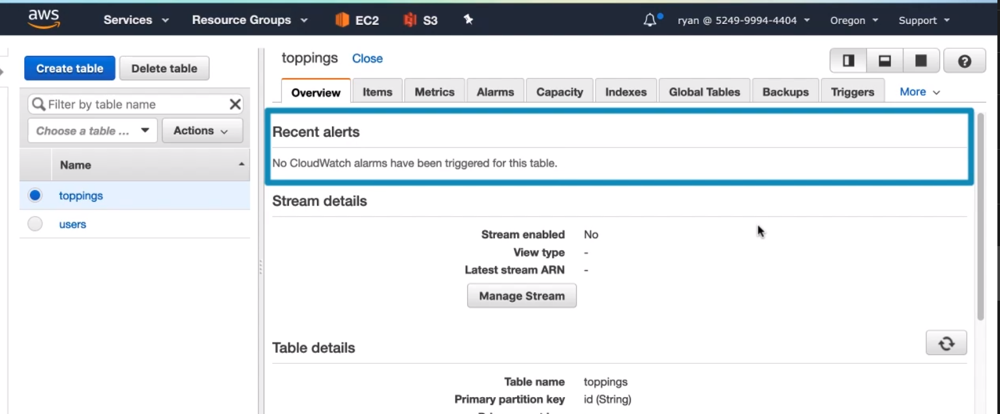 aws Services Resource Groups EC2 S3 ryan @ 5249-9994-4404 Oregon Support
Create table Delete table
Filter by table name
Choose a table ... Actions
Name
toppings
users
toppings Close
Overview Items Metrics Alarms Capacity Indexes Global Tables Backups Triggers More
Recent alerts
No CloudWatch alarms have been triggered for this table.
Stream details
Stream enabled No
View type -
Latest stream ARN -
Manage Stream
Table details
Table name toppings
Primary partition key id (String)